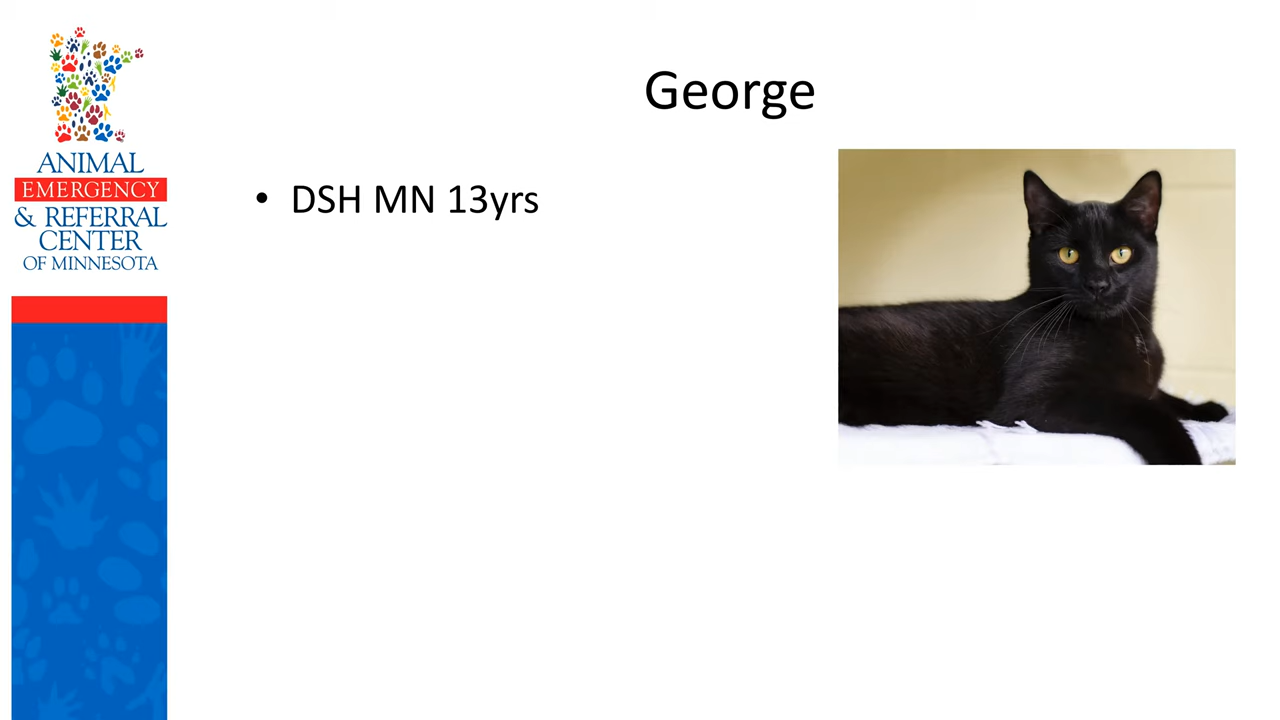 George
ANIMAL
EMERGENCY
& REFERRAL
CENTER
OF MINNESOTA
• DSH MN 13yrs